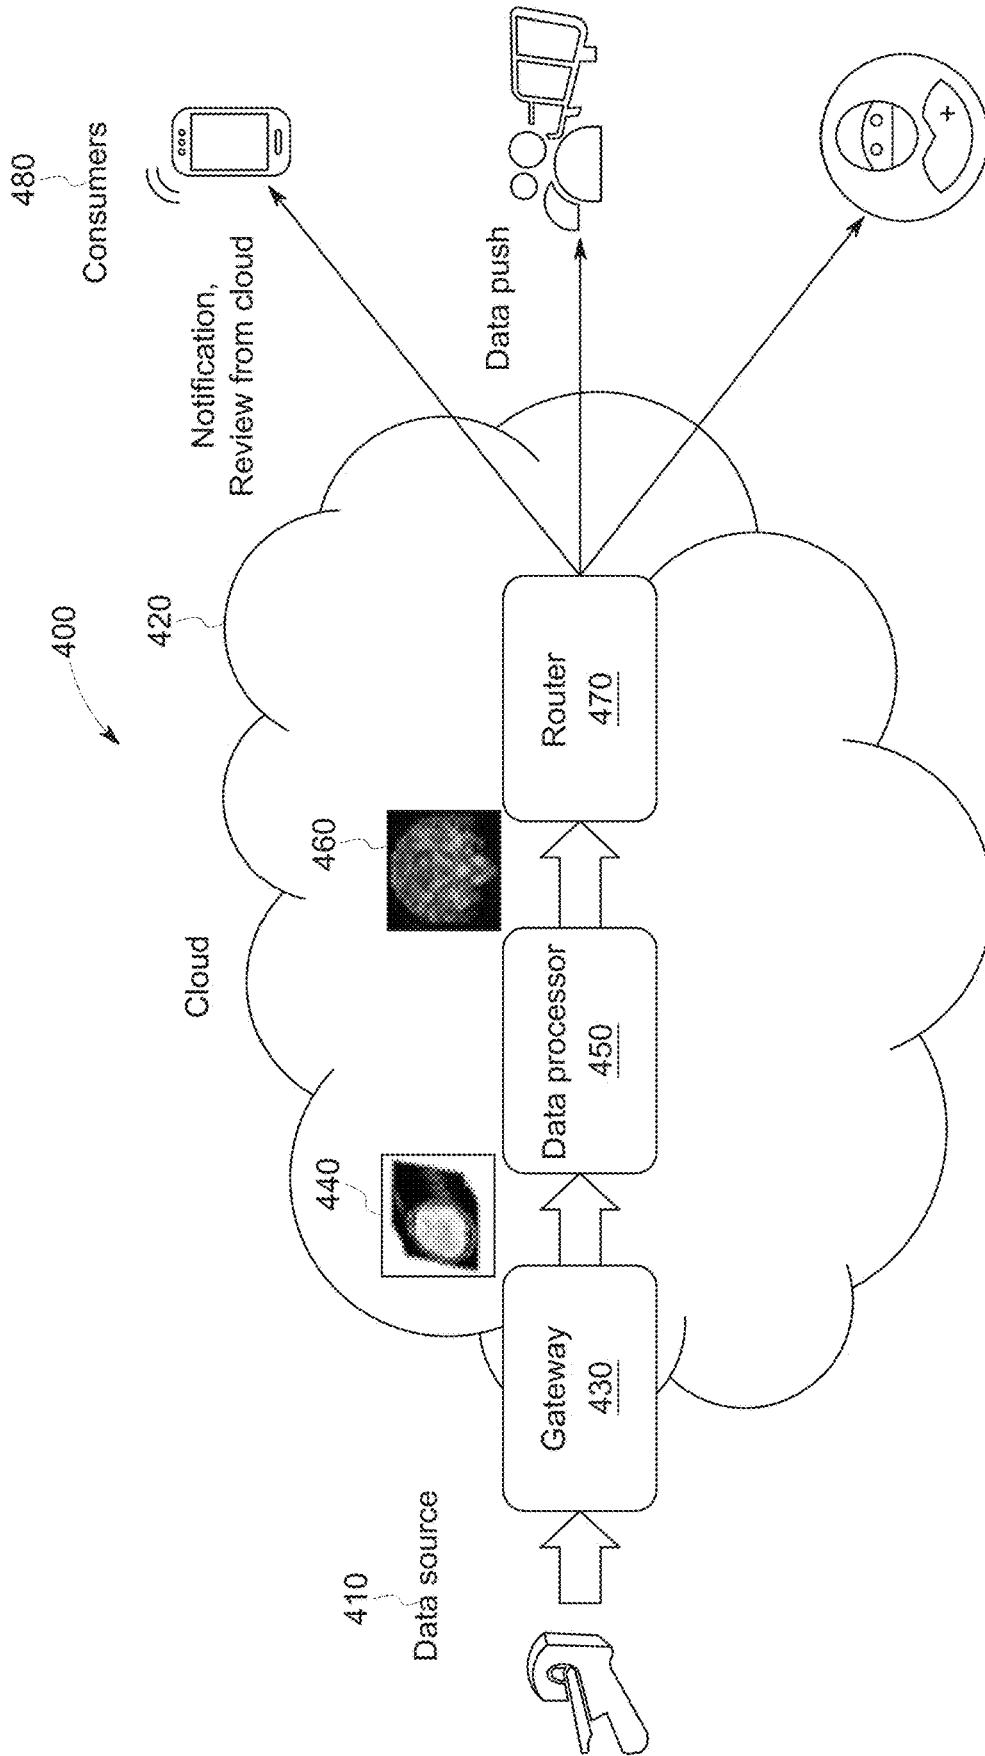 400
480
Consumers
Notification,
Review from cloud
Data push
420
Cloud
410
Data source
440
460
Gateway
430
Data processor
450
Router
470